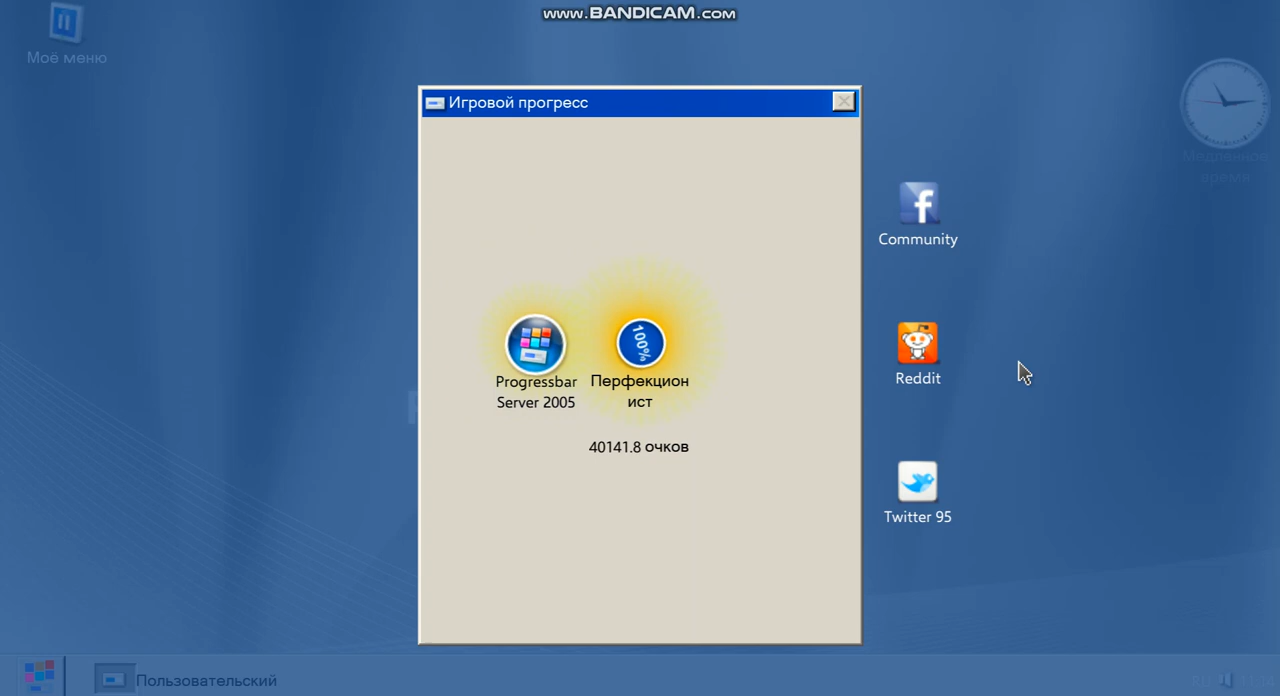 www.BANDICAM.com
Моё меню
Игровой прогресс
Медленное
время
Community
100%
Progressbar
Server 2005
Перфекцион
ист
Reddit
40141.8 очков
Twitter 95
Пользовательский